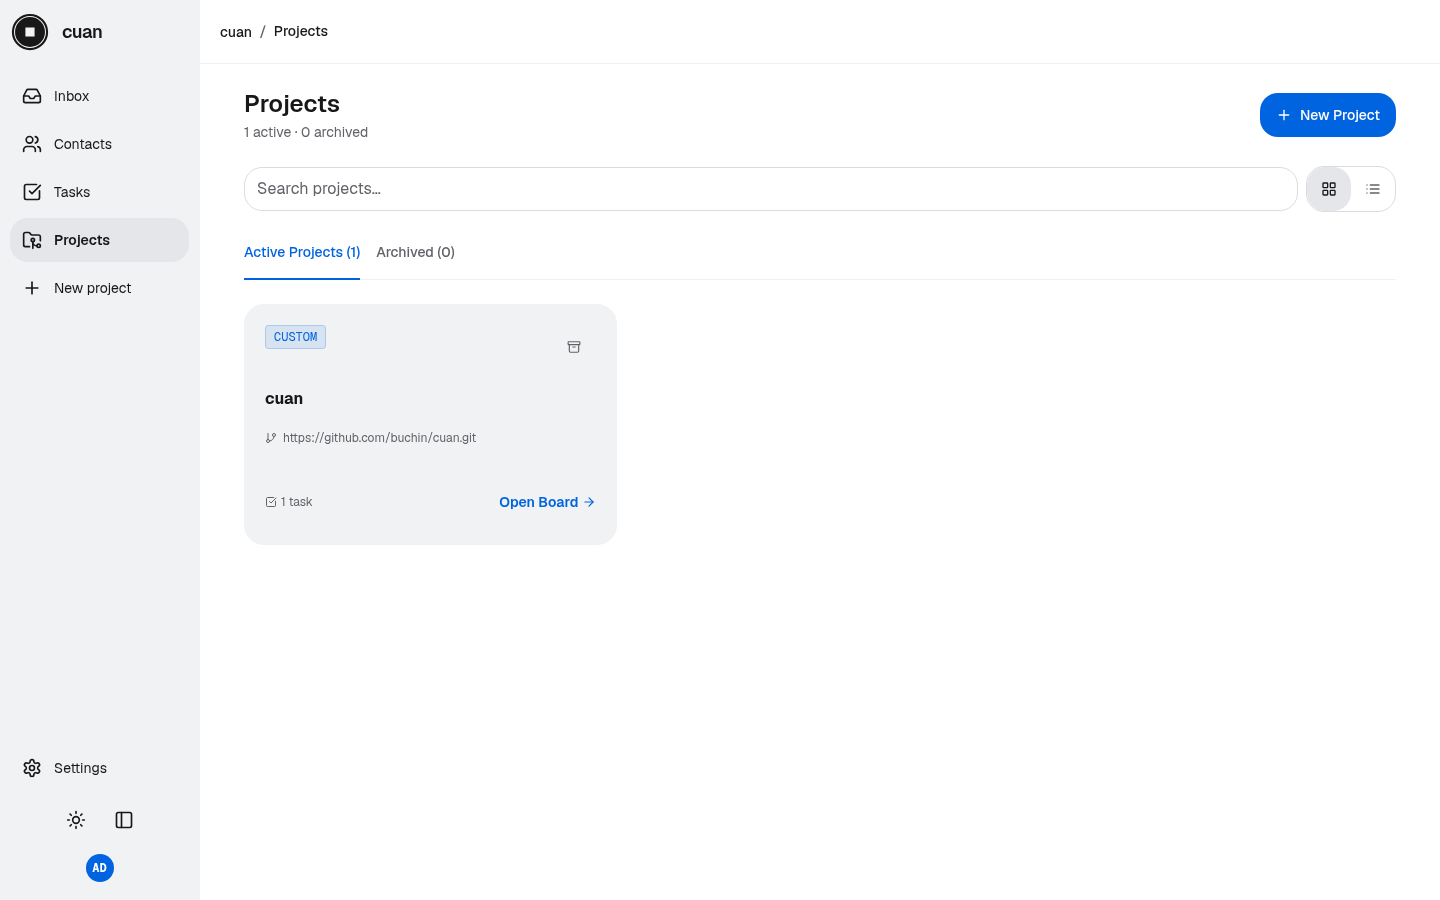 cuan
Inbox
Contacts
Tasks
Projects
New project
Settings
AD
cuan / Projects
Projects
1 active · 0 archived
New Project
Search projects...
Active Projects (1)
Archived (0)
CUSTOM
cuan
https://github.com/buchin/cuan.git
1 task
Open Board